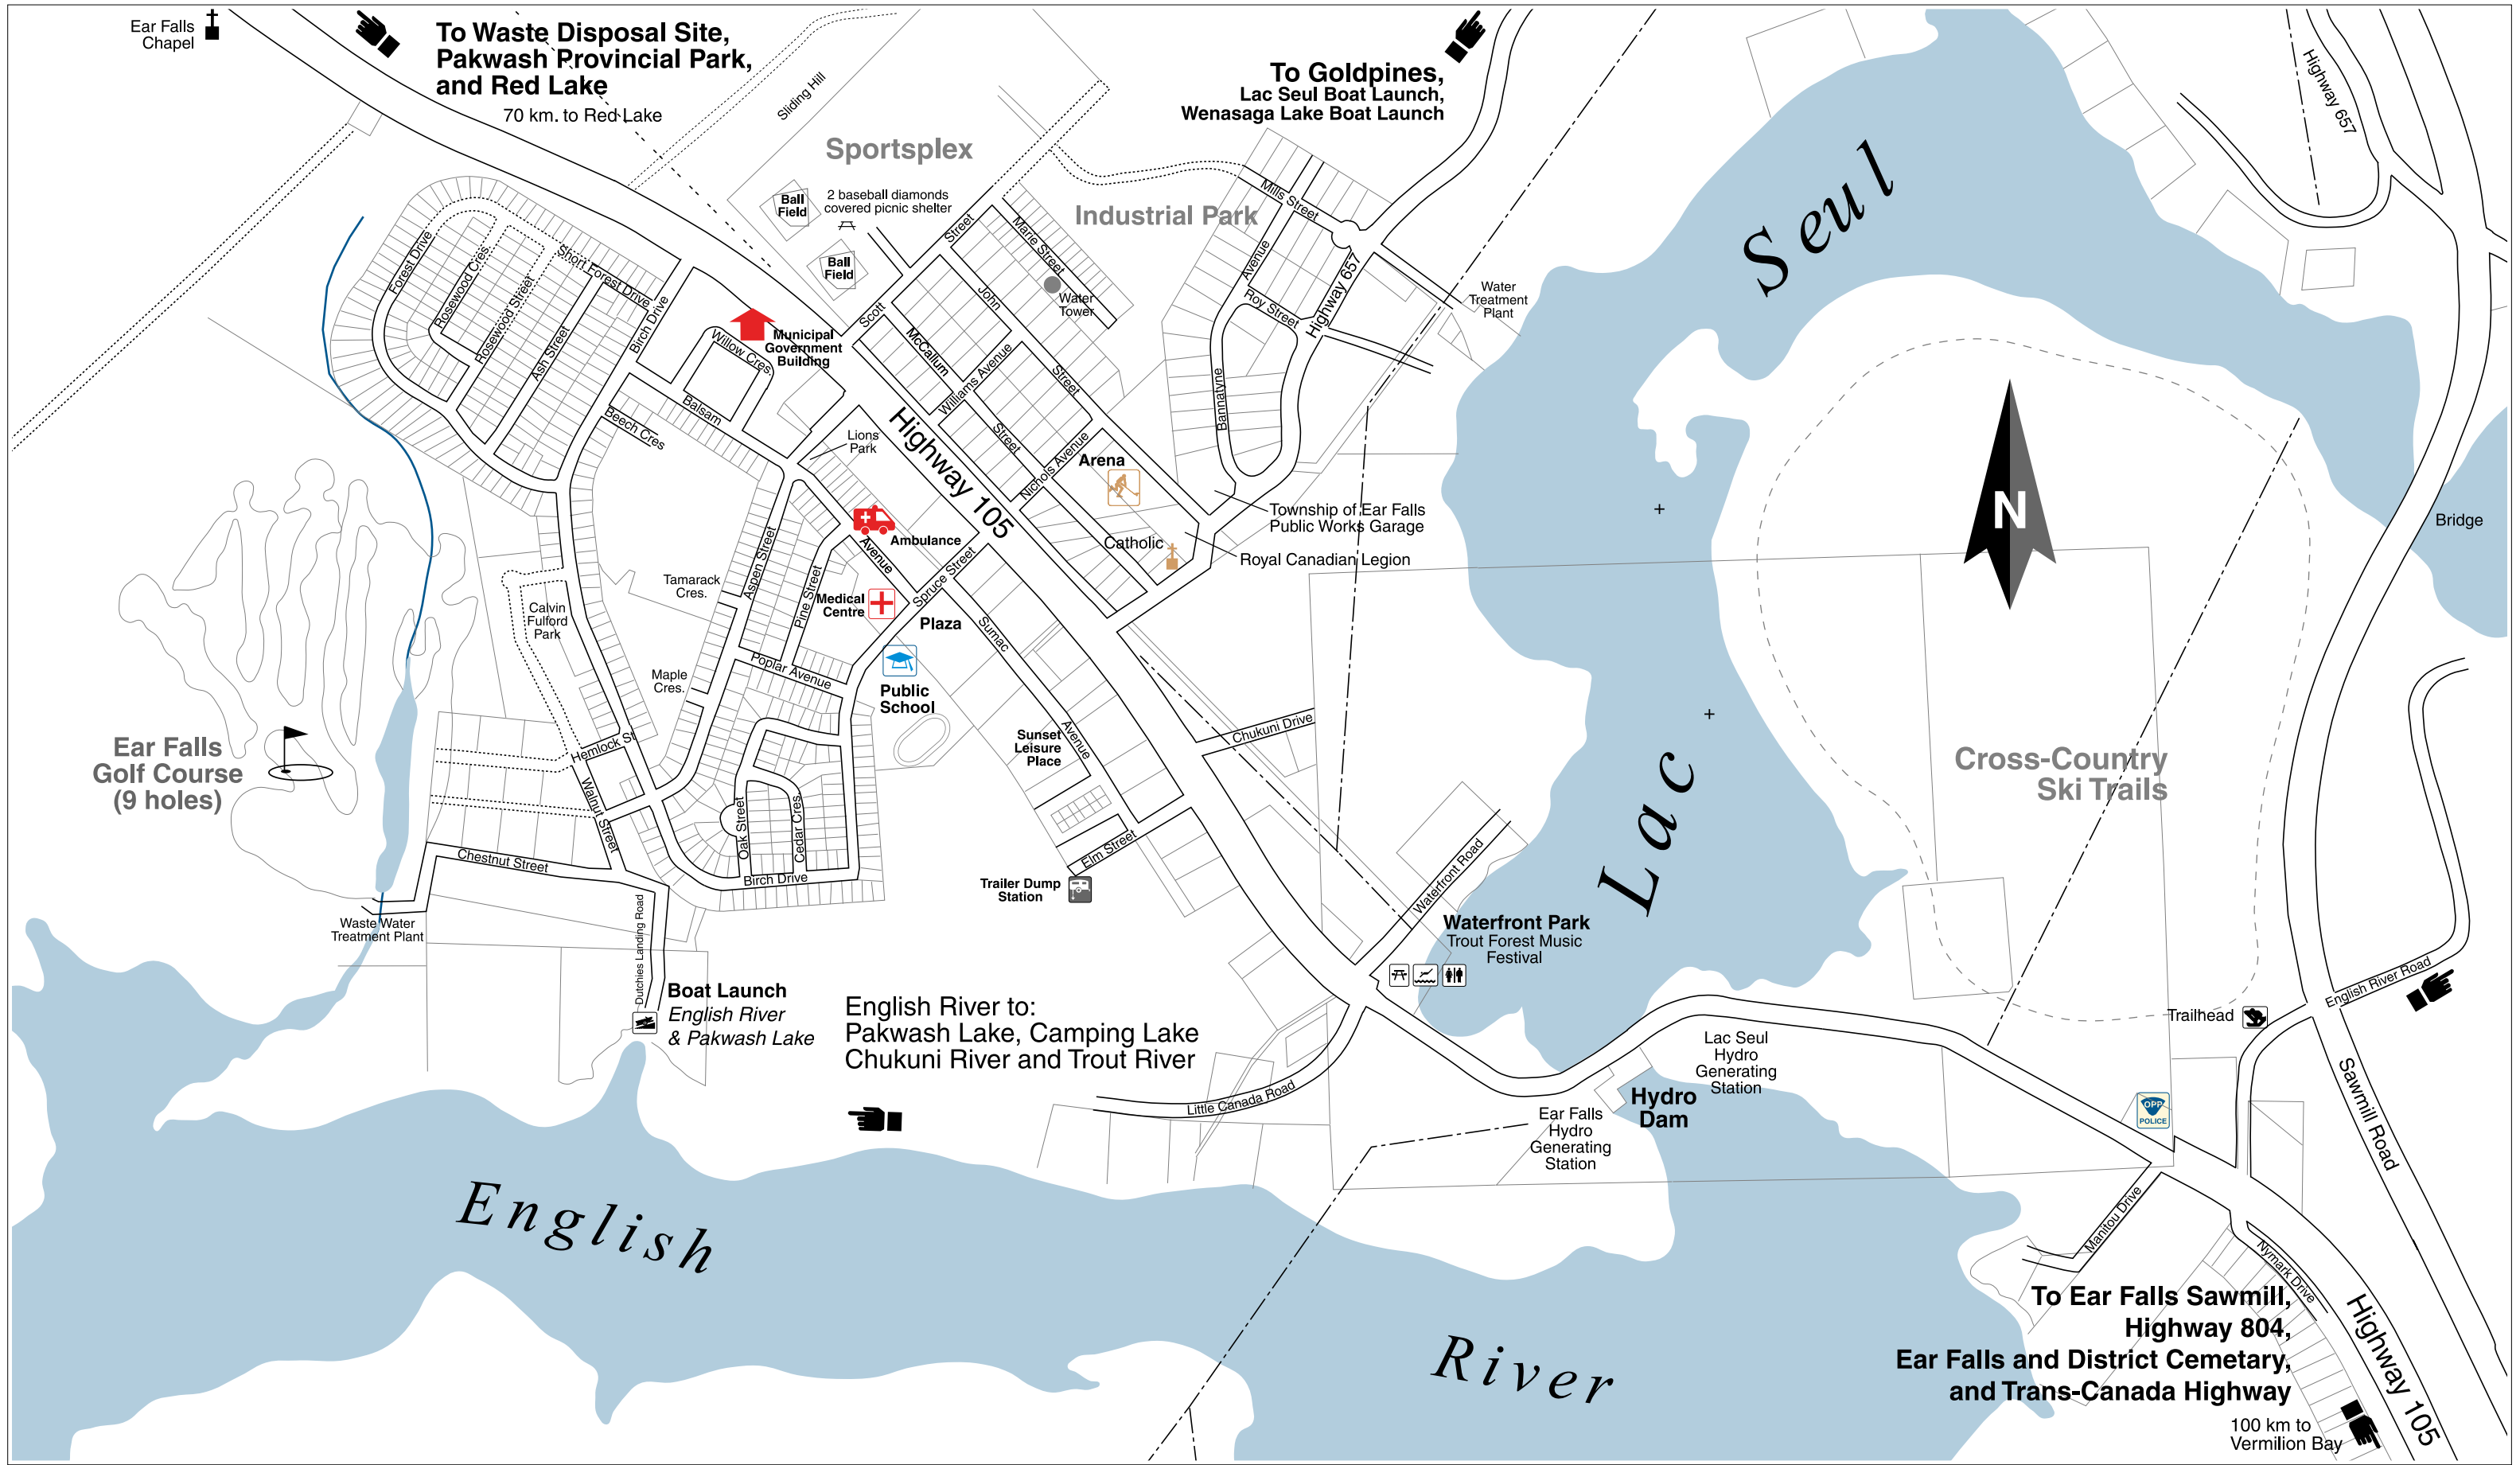 Ear Falls
Chapel
To Waste Disposal Site,
Pakwash Provincial Park,
and Red Lake
70 km. to Red Lake
Sliding Hill
Sportsplex
2 baseball diamonds
covered picnic shelter
Ball
Field
Ball
Field
To Goldpines,
Lac Seul Boat Launch,
Wenasaga Lake Boat Launch
Industrial Park
Mills Street
Highway 657
Seul
Water
Treatment
Plant
Forest Drive
Rosewood Cres.
Rosewood Street
Short Forest Drive
Ash Street
Birch Drive
Willow Cres.
Municipal
Government
Building
Scott
Street
Marie Street
Water
Tower
John
Street
McCallum
Street
Williams Avenue
Nichols Avenue
Bannatyne
Avenue
Roy Street
Highway 657
Balsam
Avenue
Beech Cres
Lions
Park
Highway 105
Arena
Township of Ear Falls
Public Works Garage
Catholic
Royal Canadian Legion
Ambulance
N
Bridge
Aspen Street
Tamarack
Cres.
Pine Street
Medical
Centre
Spruce Street
Plaza
Sumac
Avenue
Calvin
Fulford
Park
Maple
Cres.
Poplar Avenue
Public
School
Sunset
Leisure
Place
Chukuni Drive
Ear Falls
Golf Course
(9 holes)
Hemlock St
Walnut Street
Oak Street
Cedar Cres.
Birch Drive
Elm Street
Trailer Dump
Station
Chestnut Street
Lac
Cross-Country
Ski Trails
Waterfront Road
Waterfront Park
Trout Forest Music
Festival
Waste Water
Treatment Plant
Dutchies Landing Road
Boat Launch
English River
& Pakwash Lake
English River to:
Pakwash Lake, Camping Lake
Chukuni River and Trout River
Little Canada Road
Lac Seul
Hydro
Generating
Station
Hydro
Dam
Ear Falls
Hydro
Generating
Station
English River Road
Trailhead
Sawmill Road
OPP
POLICE
Manitou Drive
Nymark Drive
English
River
To Ear Falls Sawmill,
Highway 804,
Ear Falls and District Cemetary,
and Trans-Canada Highway
100 km to
Vermilion Bay
Highway 105